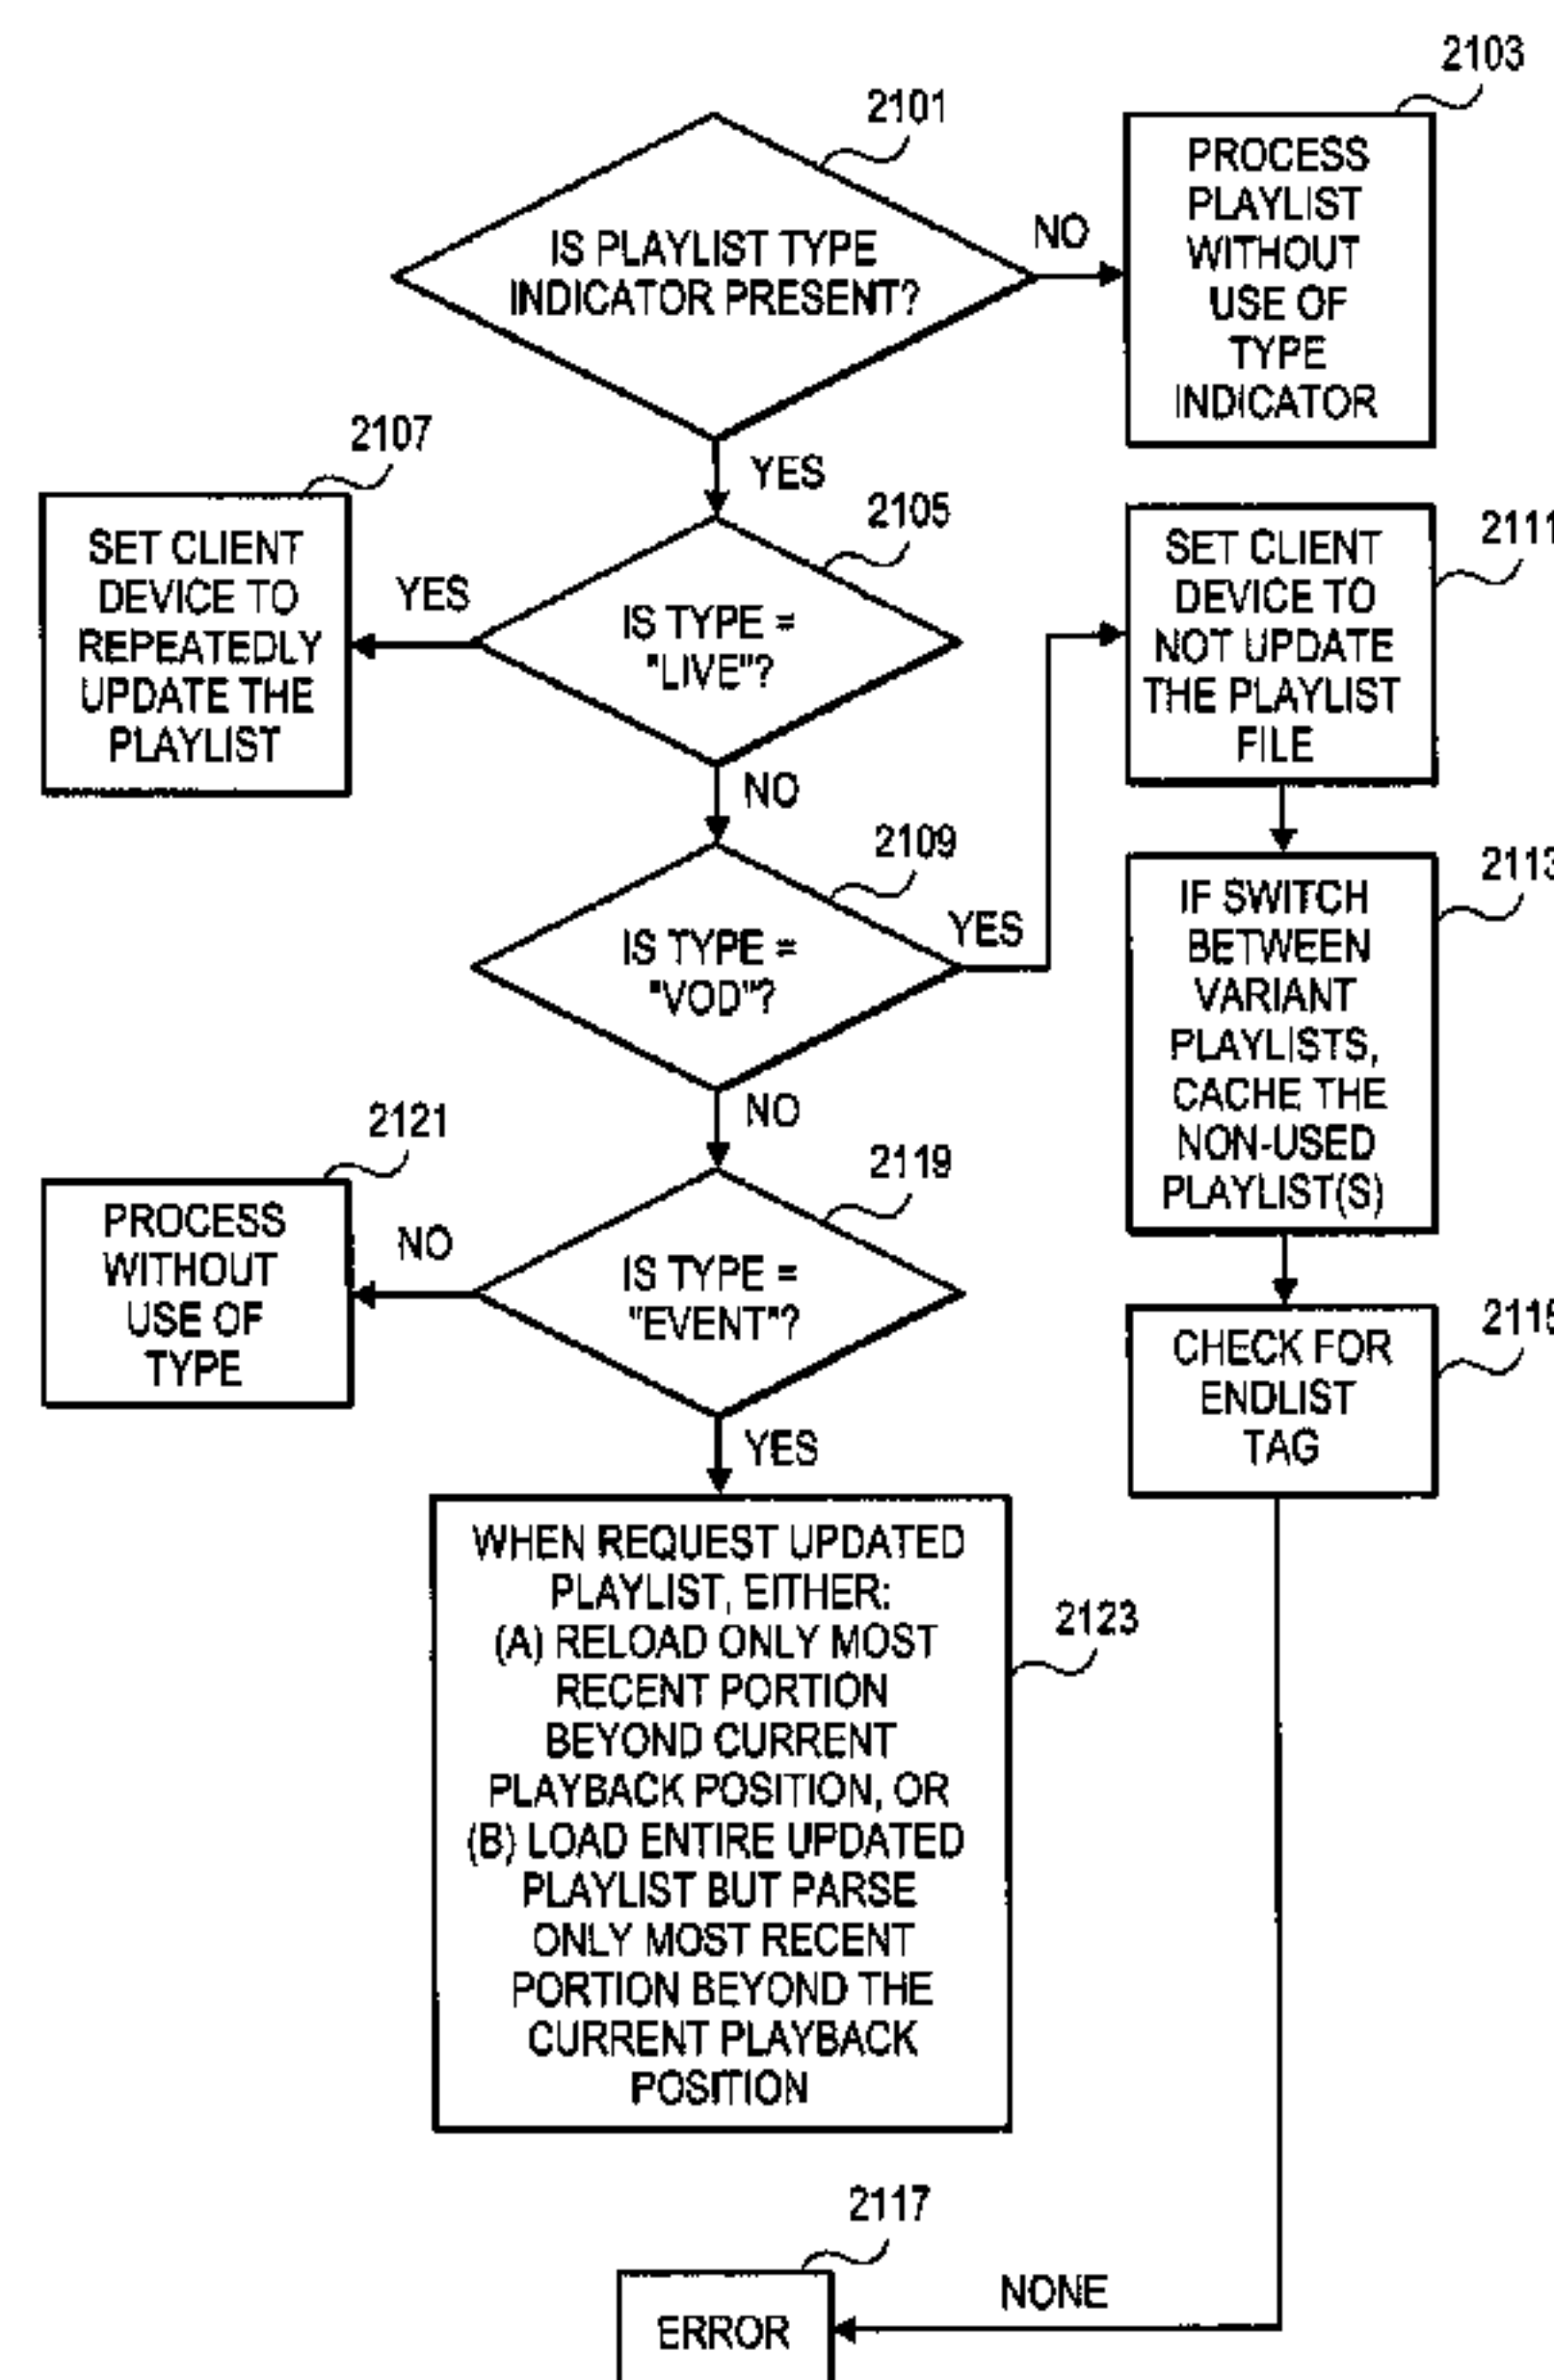 2103
2101
PROCESS
PLAYLIST
WITHOUT
USE OF
TYPE
INDICATOR
IS PLAYLIST TYPE
INDICATOR PRESENT?
NO
YES
2107
SET CLIENT
DEVICE TO
REPEATEDLY
UPDATE THE
PLAYLIST
YES
2105
IS TYPE =
"LIVE"?
NO
2111
SET CLIENT
DEVICE TO
NOT UPDATE
THE PLAYLIST
FILE
2109
IS TYPE =
"VOD"?
YES
NO
2113
IF SWITCH
BETWEEN
VARIANT
PLAYLISTS,
CACHE THE
NON-USED
PLAYLIST(S)
2121
PROCESS
WITHOUT
USE OF
TYPE
NO
2119
IS TYPE =
"EVENT"?
YES
2115
CHECK FOR
ENDLIST
TAG
WHEN REQUEST UPDATED
PLAYLIST, EITHER:
(A) RELOAD ONLY MOST
RECENT PORTION
BEYOND CURRENT
PLAYBACK POSITION, OR
(B) LOAD ENTIRE UPDATED
PLAYLIST BUT PARSE
ONLY MOST RECENT
PORTION BEYOND THE
CURRENT PLAYBACK
POSITION
2123
2117
NONE
ERROR